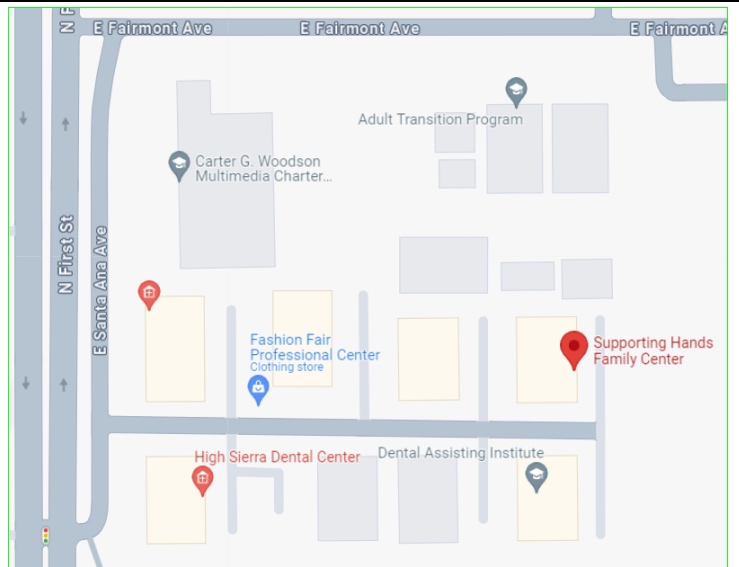 N F
E Fairmont Ave
E Fairmont Ave
E Fairmont A
Adult Transition Program
Carter G. Woodson
Multimedia Charter...
N First St
E Santa Ana Ave
Fashion Fair
Professional Center
Clothing store
Supporting Hands
Family Center
High Sierra Dental Center
Dental Assisting Institute